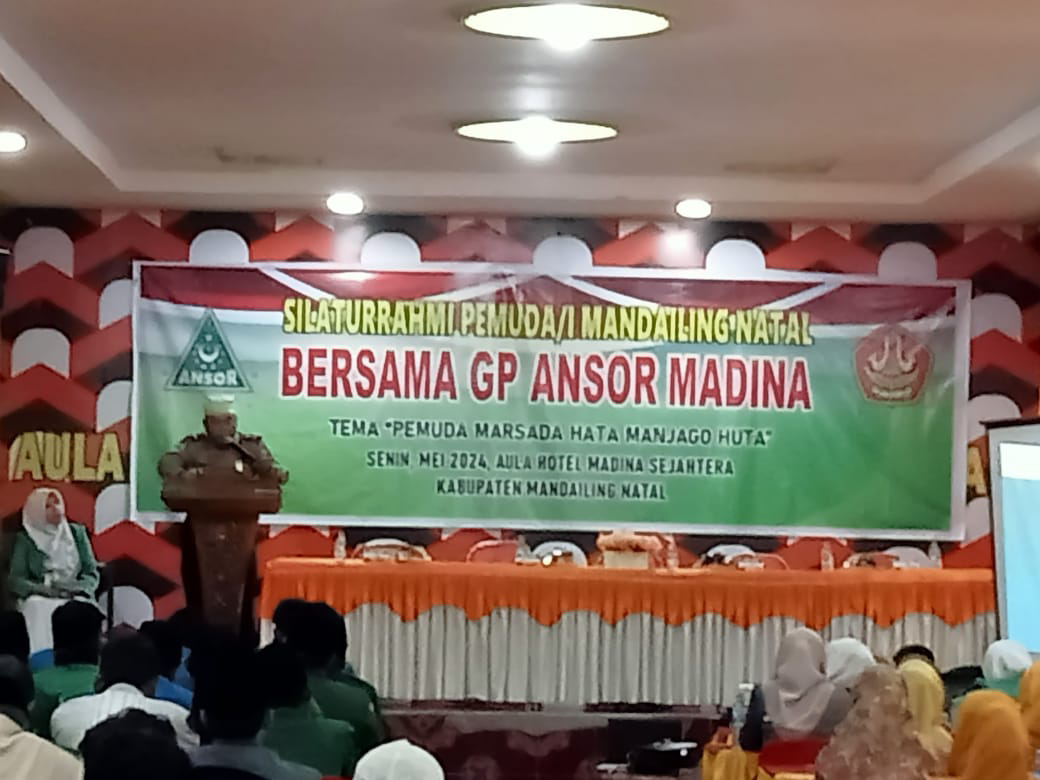 SILATURRAHMI PEMUDA/I MANDAILING NATAL
BERSAMA GP ANSOR MADINA
TEMA "PEMUDA MARSADA HATA MANJAGO HUTA"
SENIN, MEI 2024, AULA HOTEL MADINA SEJAHTERA
KABUPATEN MANDAILING NATAL
ANSOR
AULA
A